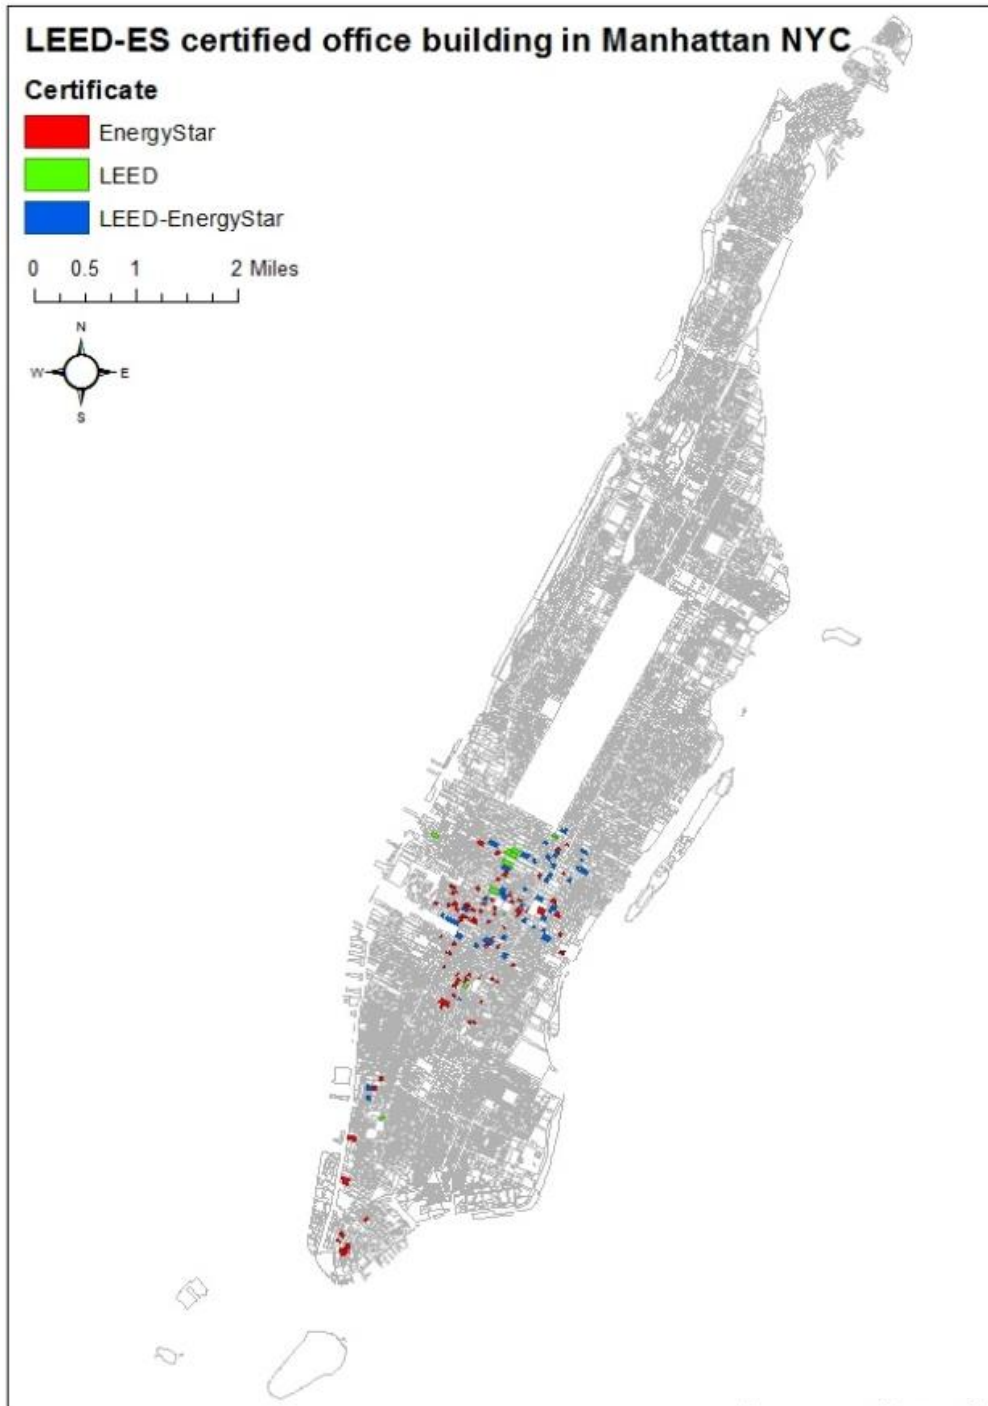 LEED-ES certified office building in Manhattan NYC
Certificate
EnergyStar
LEED
LEED-EnergyStar
0 0.5 1 2 Miles
N
W E
S